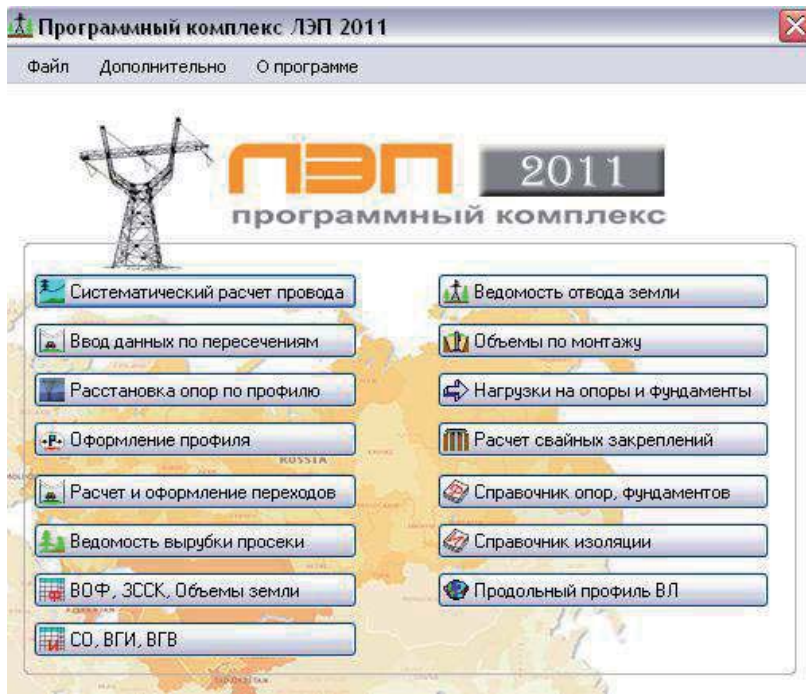 Программный комплекс ЛЭП 2011
Файл Дополнительно О программе
ЛЭП 2011
программный комплекс
Систематический расчет провода
Ввод данных по пересечениям
Расстановка опор по профилю
Оформление профиля
Расчет и оформление переходов
Ведомость вырубки просеки
ВОФ, ЗССК, Объемы земли
СО, ВГИ, ВГВ
Ведомость отвода земли
Объемы по монтажу
Нагрузки на опоры и фундаменты
Расчет свайных закреплений
Справочник опор, фундаментов
Справочник изоляции
Продольный профиль ВЛ
RUSSIA